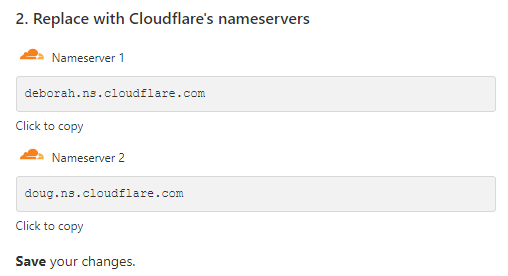 2. Replace with Cloudflare's nameservers
Nameserver 1
deborah.ns.cloudflare.com
Click to copy
Nameserver 2
doug.ns.cloudflare.com
Click to copy
Save your changes.